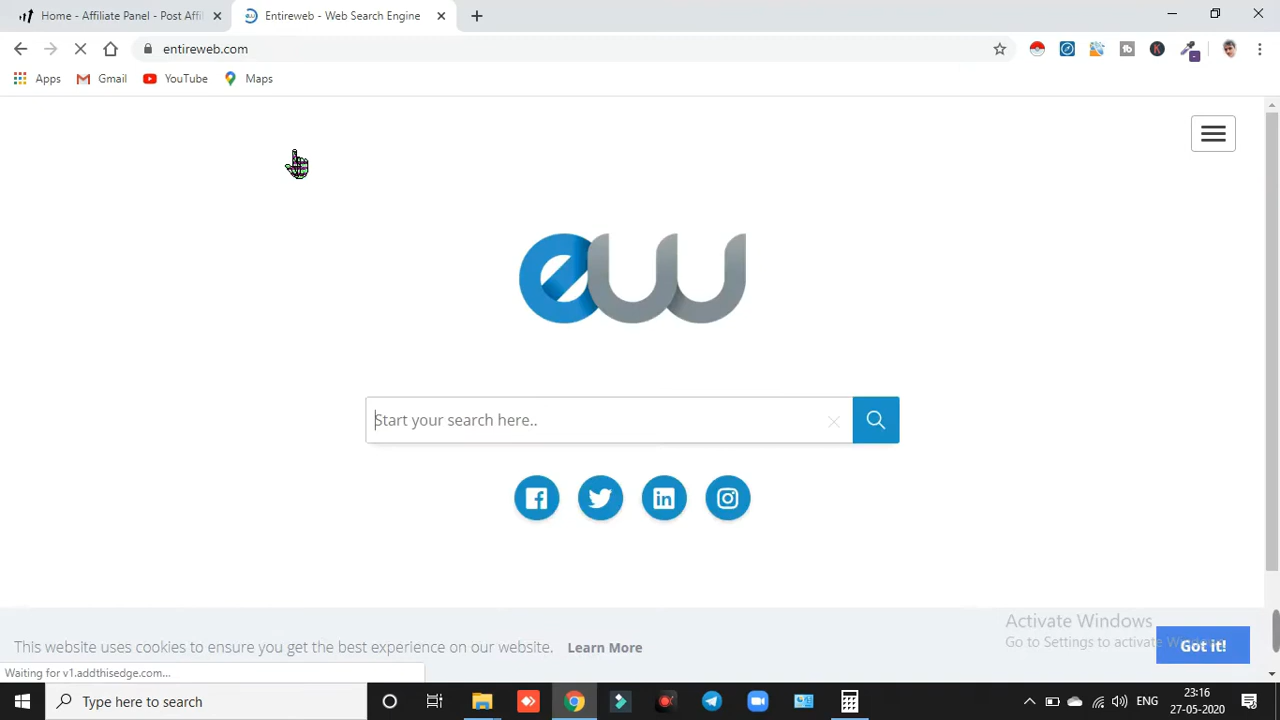 Home - Affiliate Panel - Post Affil
Entireweb - Web Search Engine
entireweb.com
Apps
Gmail
YouTube
Maps
ew
Start your search here..
Activate Windows
Go to Settings to activate Windows.
This website uses cookies to ensure you get the best experience on our website. Learn More
Got it!
Waiting for v1.addthisedge.com...
Type here to search
ENG
23:16
27-05-2020